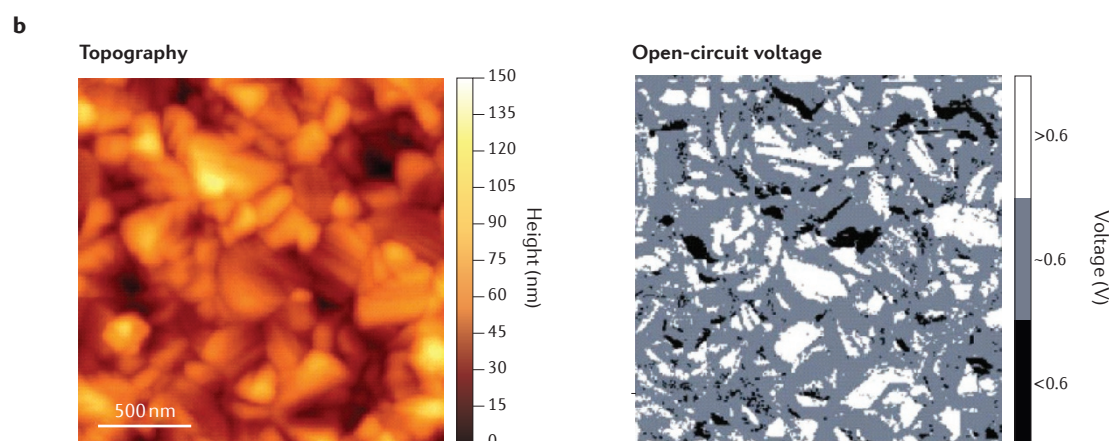 b
Topography
Open-circuit voltage
150
135
120
105
90
75
60
45
30
15
0
Height (nm)
500 nm
>0.6
~0.6
<0.6
Voltage (V)